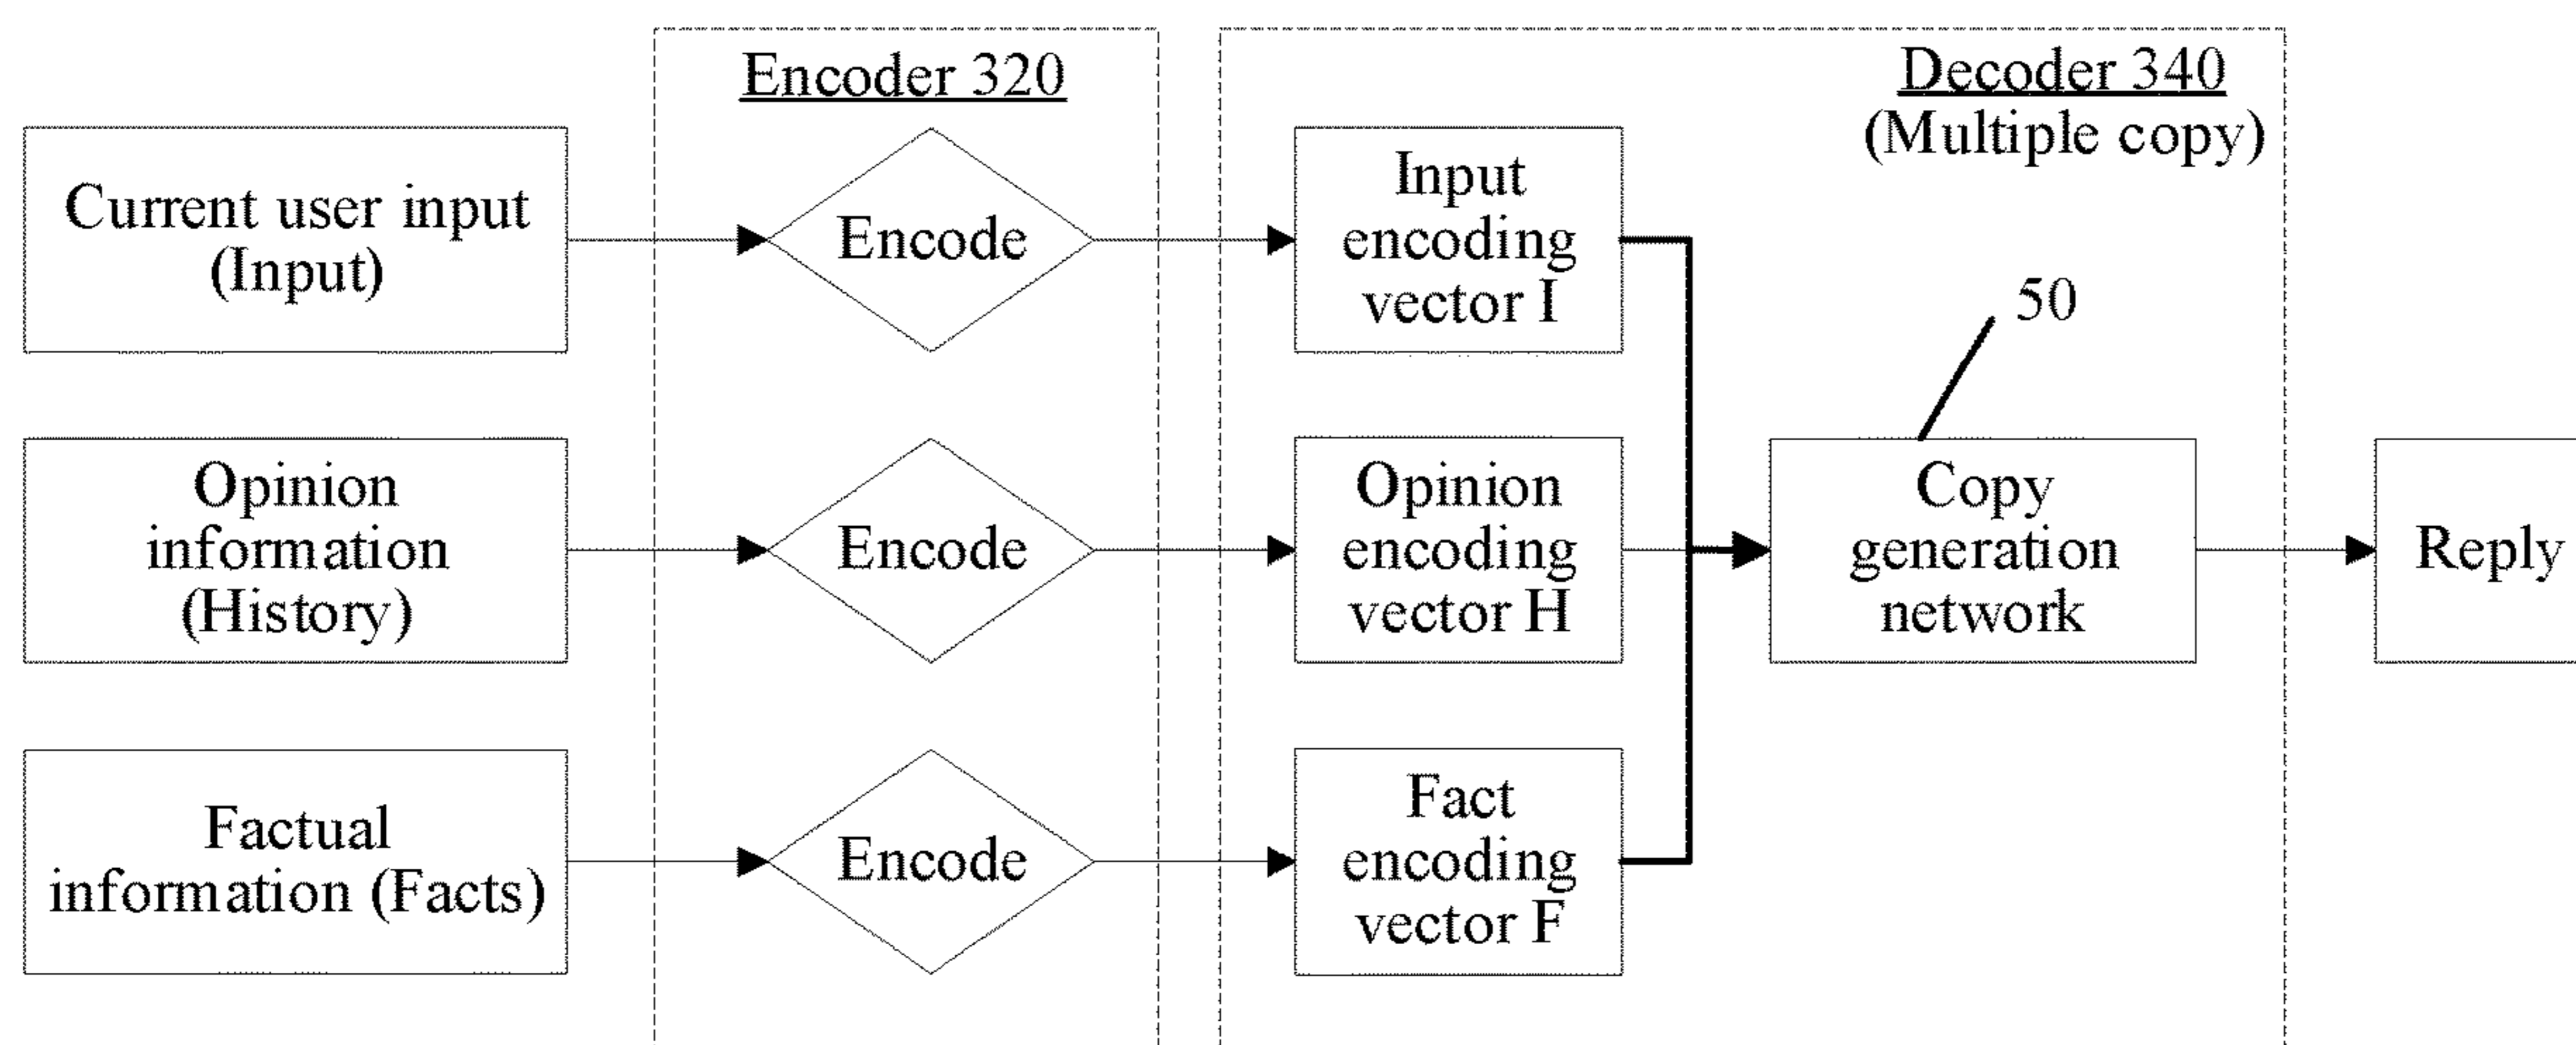 Encoder 320
Decoder 340
(Multiple copy)
Current user input
(Input)
Encode
Input
encoding
vector I
50
Opinion
information
(History)
Encode
Opinion
encoding
vector H
Copy
generation
network
Reply
Factual
information (Facts)
Encode
Fact
encoding
vector F